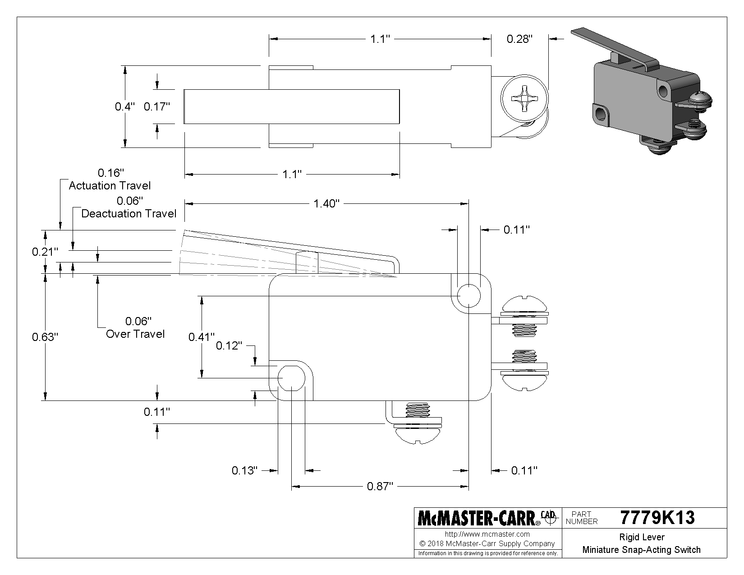 1.1"
0.28"
0.4"
0.17"
1.1"
0.16"
Actuation Travel
0.06"
Deactuation Travel
1.40"
0.11"
0.21"
0.63"
0.06"
Over Travel
0.41"
0.12"
0.11"
0.13"
0.87"
0.11"
McMASTER-CARR® CAD
PART
NUMBER
7779K13
http://www.mcmaster.com
© 2018 McMaster-Carr Supply Company
Information in this drawing is provided for reference only.
Rigid Lever
Miniature Snap-Acting Switch